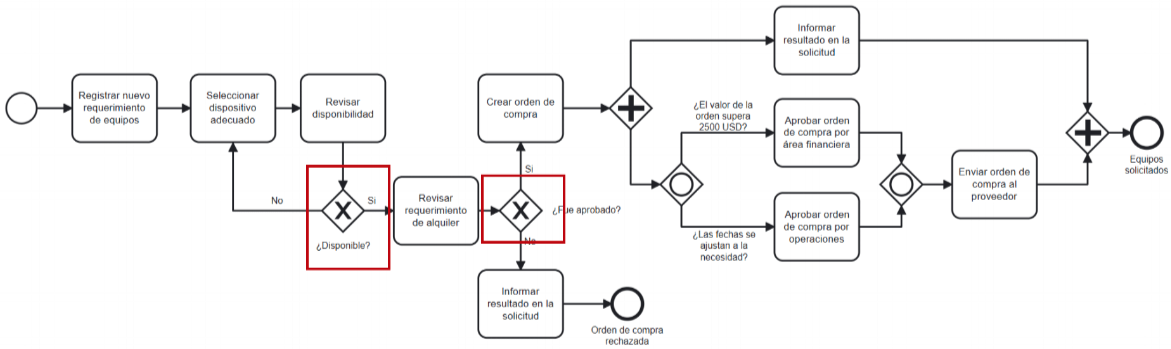 Registrar nuevo
requerimiento
de equipos
Seleccionar
dispositivo
adecuado
Revisar
disponibilidad
¿Disponible?
No
Si
Revisar
requerimiento
de alquiler
¿Fue aprobado?
Si
No
Crear orden de
compra
Informar
resultado en la
solicitud
Orden de compra
rechazada
Informar
resultado en la
solicitud
¿El valor de la
orden supera
2500 USD?
Aprobar orden
de compra por
área financiera
¿Las fechas se
ajustan a la
necesidad?
Aprobar orden
de compra por
operaciones
Enviar orden de
compra al
proveedor
Equipos
solicitados